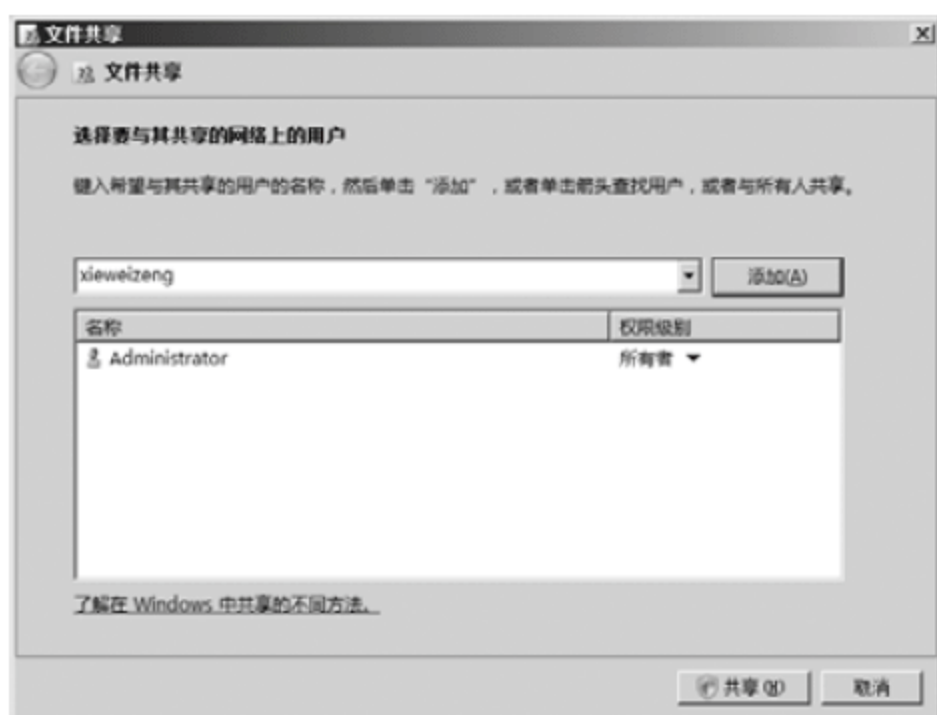 文件共享
文件共享
选择要与其共享的网络上的用户
键入希望与其共享的用户的名称，然后单击“添加”，或者单击箭头查找用户，或者与所有人共享。
xieweizeng
添加(A)
名称
权限级别
Administrator
所有者
了解在 Windows 中共享的不同方法。
共享(H)
取消